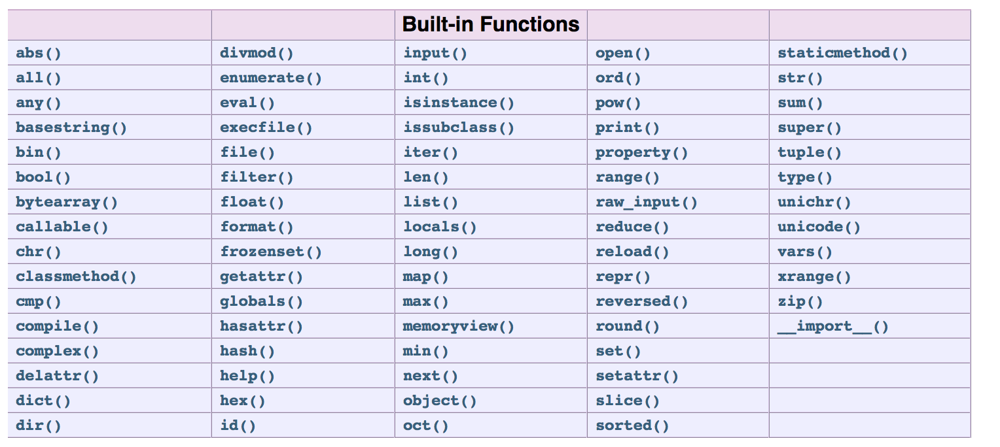 Built-in Functions
abs() divmod() input() open() staticmethod()
all() enumerate() int() ord() str()
any() eval() isinstance() pow() sum()
basestring() execfile() issubclass() print() super()
bin() file() iter() property() tuple()
bool() filter() len() range() type()
bytearray() float() list() raw_input() unichr()
callable() format() locals() reduce() unicode()
chr() frozenset() long() reload() vars()
classmethod() getattr() map() repr() xrange()
cmp() globals() max() reversed() zip()
compile() hasattr() memoryview() round() __import__()
complex() hash() min() set()
delattr() help() next() setattr()
dict() hex() object() slice()
dir() id() oct() sorted()